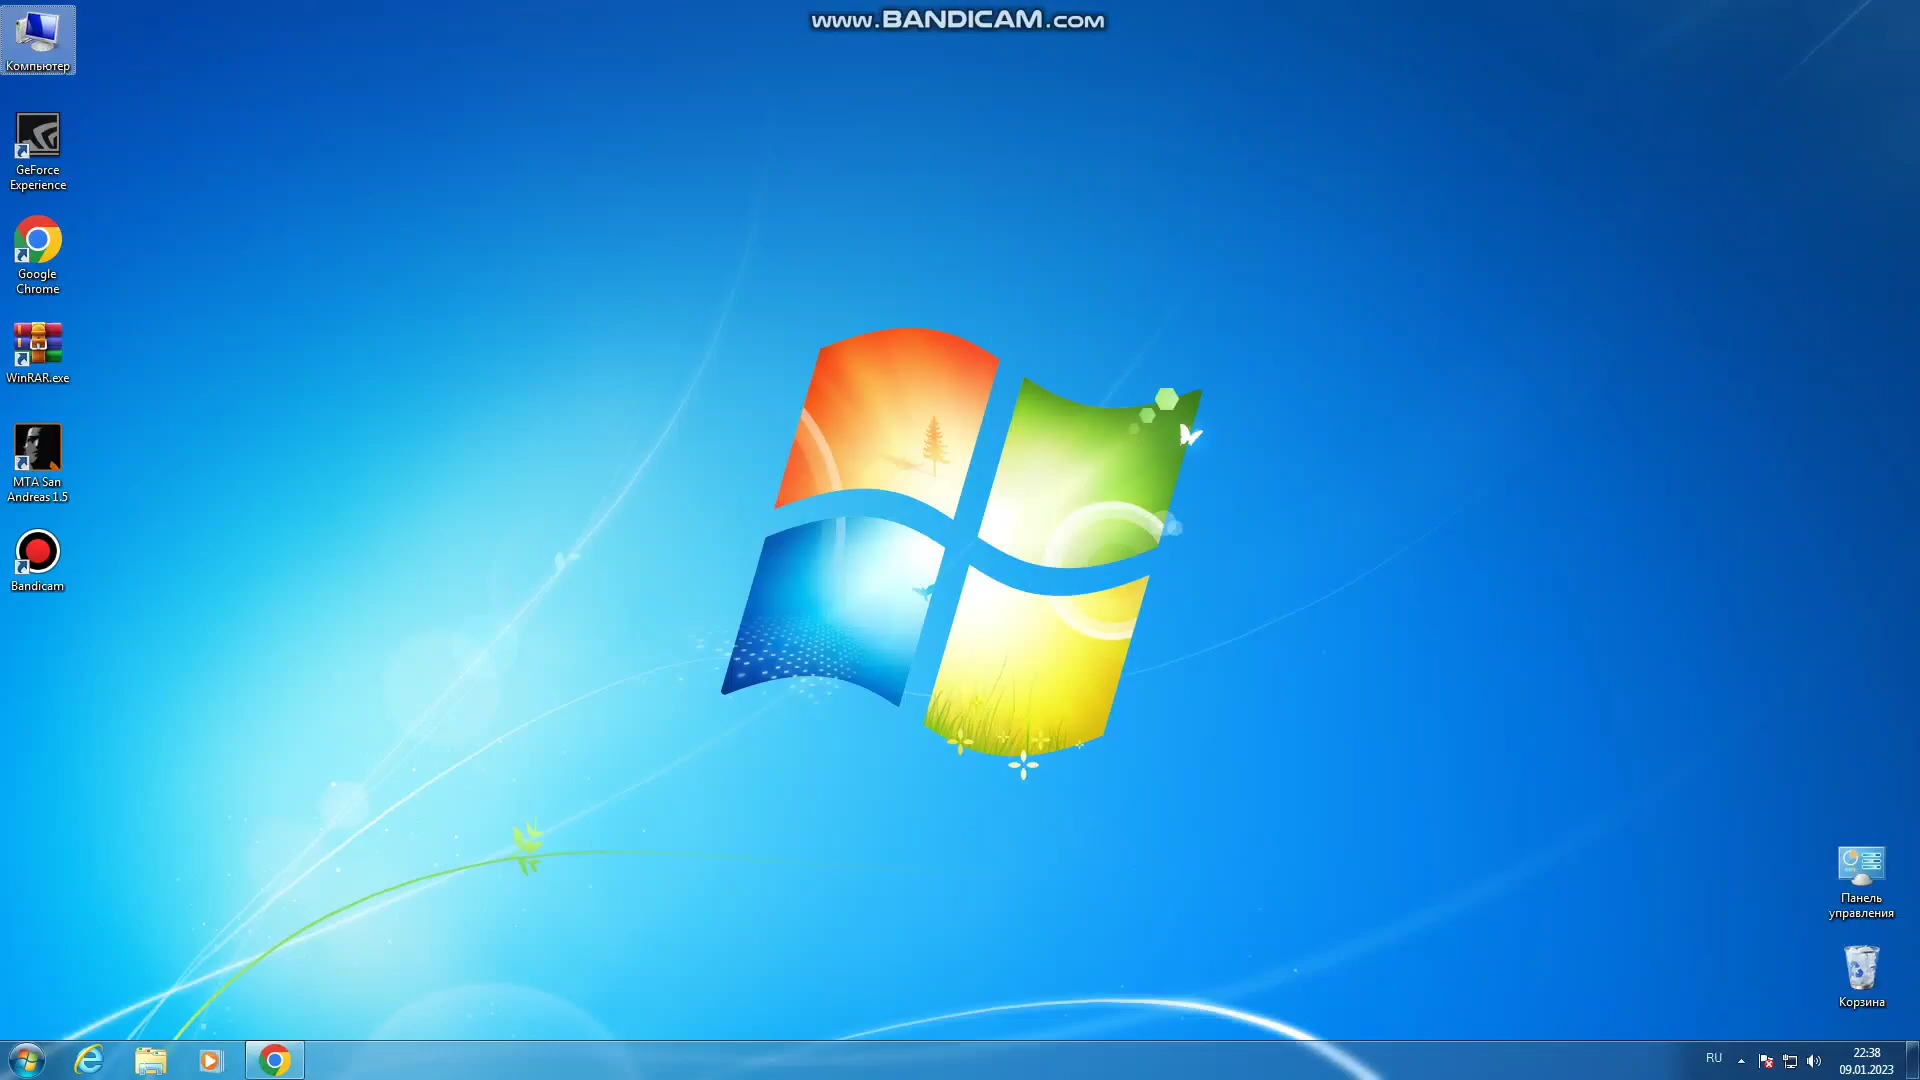 www.BANDICAM.com
Компьютер
GeForce
Experience
Google
Chrome
WinRAR.exe
MTA San
Andreas 1.5
Bandicam
Панель
управления
Корзина
RU
22:38
09.01.2023